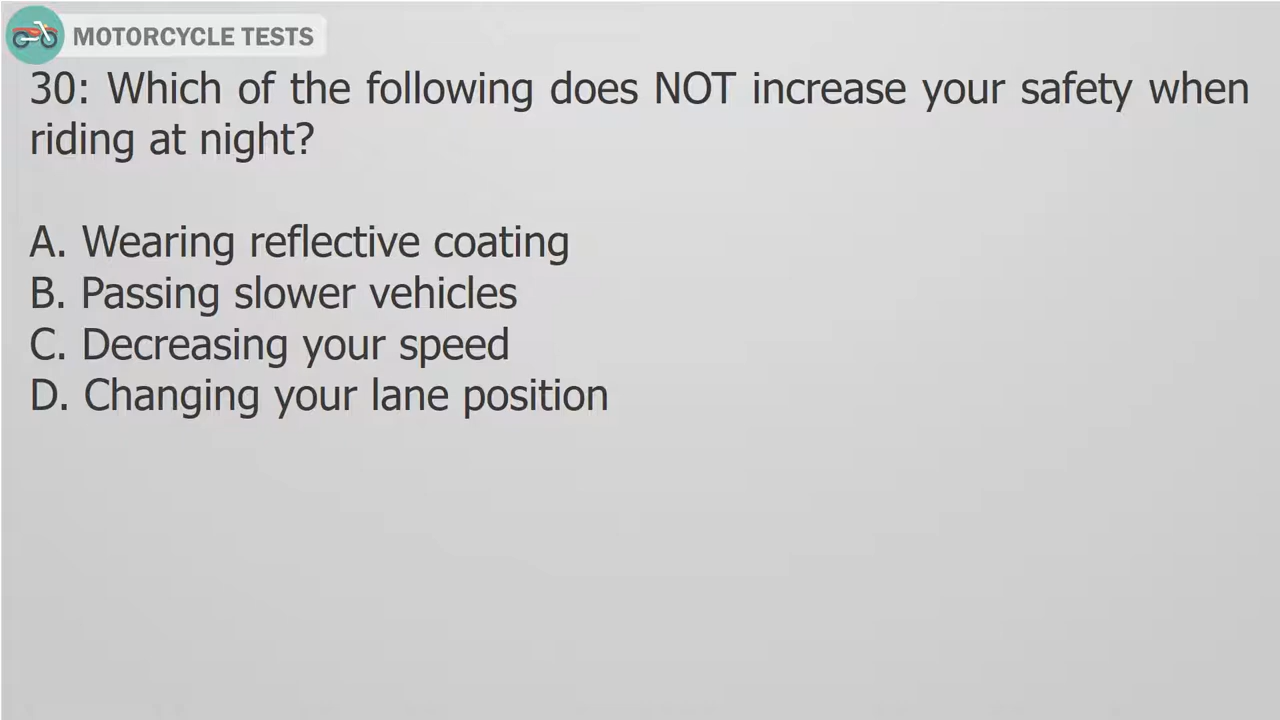 MOTORCYCLE TESTS
30: Which of the following does NOT increase your safety when
riding at night?
A. Wearing reflective coating
B. Passing slower vehicles
C. Decreasing your speed
D. Changing your lane position